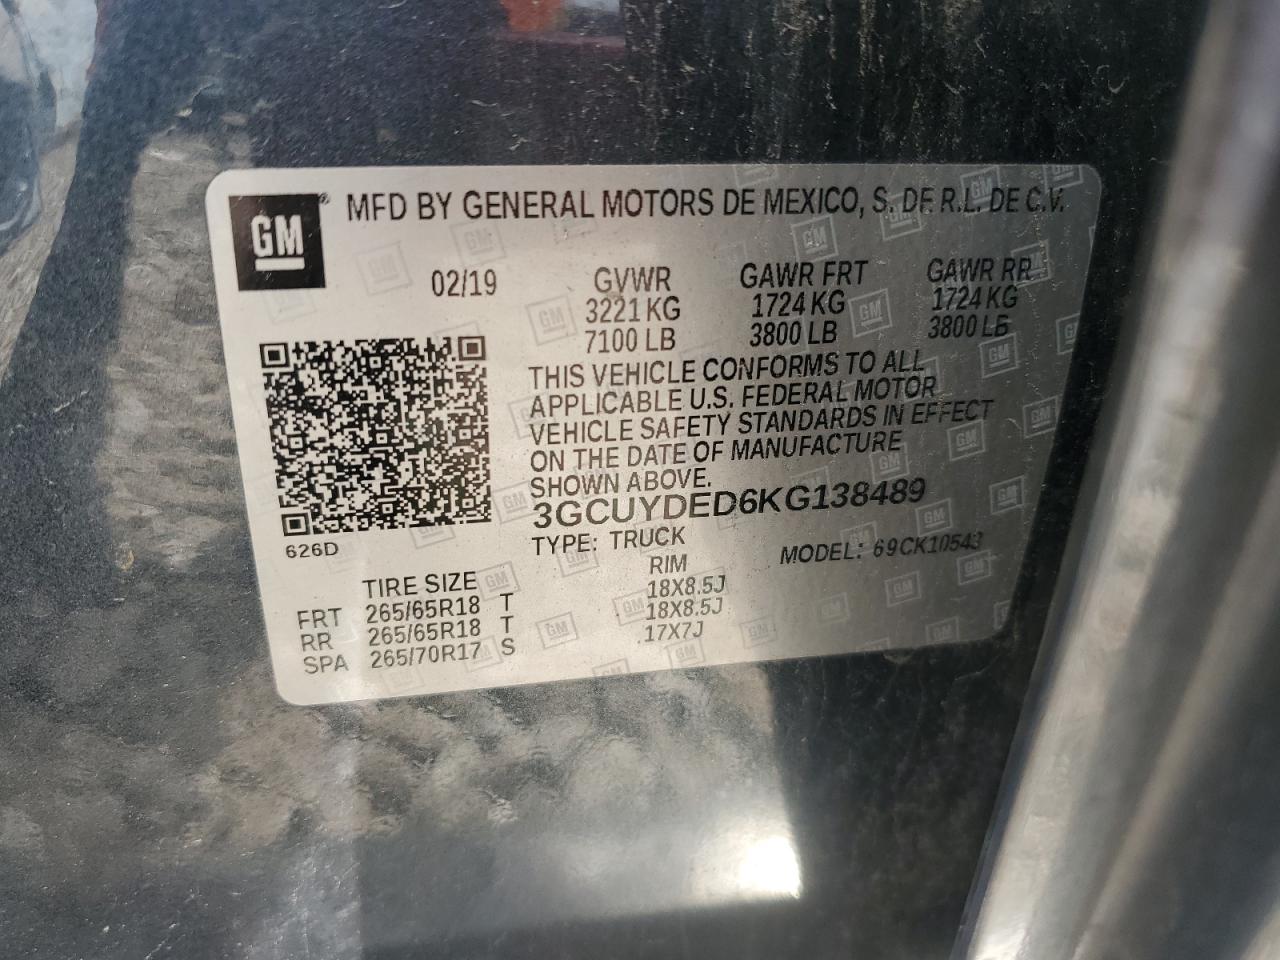 GM ® MFD BY GENERAL MOTORS DE MEXICO, S. DE R.L. DE C.V.
02/19 GVWR GAWR FRT GAWR RR
3221 KG 1724 KG 1724 KG
7100 LB 3800 LB 3800 LB
THIS VEHICLE CONFORMS TO ALL
APPLICABLE U.S. FEDERAL MOTOR
VEHICLE SAFETY STANDARDS IN EFFECT
ON THE DATE OF MANUFACTURE
SHOWN ABOVE.
3GCUYDED6KG138489
626D
TYPE: TRUCK MODEL: 69CK10543
TIRE SIZE RIM
FRT 265/65R18 T 18X8.5J
RR 265/65R18 T 18X8.5J
SPA 265/70R17 S 17X7J